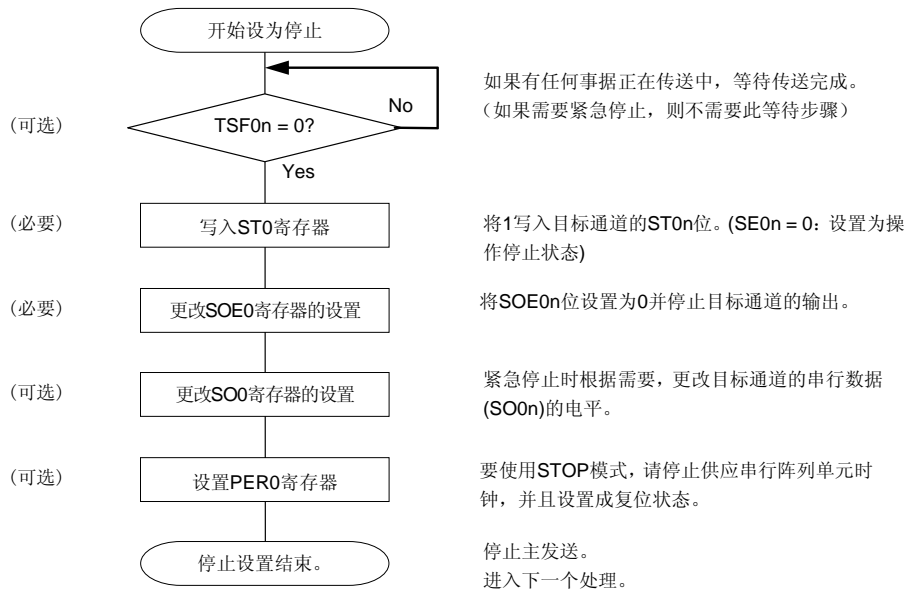 开始设为停止
如果有任何事据正在传送中，等待传送完成。
（如果需要紧急停止，则不需要此等待步骤）
No
(可选)
TSF0n = 0?
Yes
(必要)
写入ST0寄存器
将1写入目标通道的ST0n位。(SE0n = 0：设置为操
作停止状态)
(必要)
更改SOE0寄存器的设置
将SOE0n位设置为0并停止目标通道的输出。
(可选)
更改SO0寄存器的设置
紧急停止时根据需要，更改目标通道的串行数据
(SO0n)的电平。
(可选)
设置PER0寄存器
要使用STOP模式，请停止供应串行阵列单元时
钟，并且设置成复位状态。
停止设置结束。
停止主发送。
进入下一个处理。